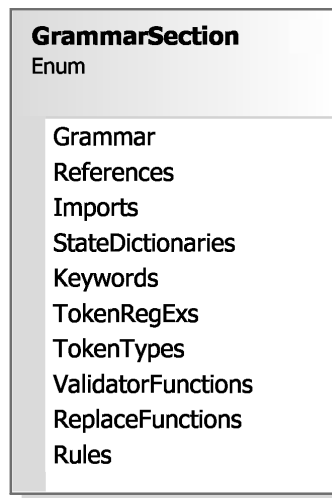 GrammarSection
Enum
Grammar
References
Imports
StateDictionaries
Keywords
TokenRegExs
TokenTypes
ValidatorFunctions
ReplaceFunctions
Rules